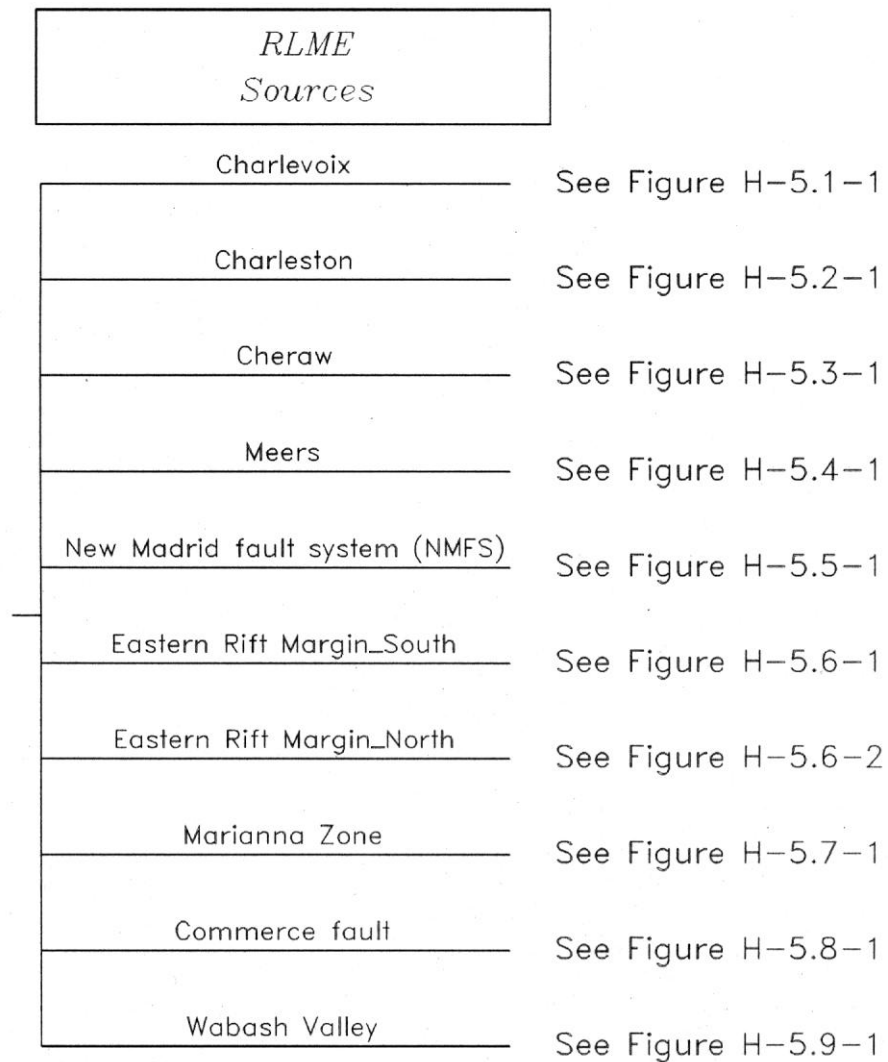 RLME
Sources
Charlevoix See Figure H-5.1-1
Charleston See Figure H-5.2-1
Cheraw See Figure H-5.3-1
Meers See Figure H-5.4-1
New Madrid fault system (NMFS) See Figure H-5.5-1
Eastern Rift Margin_South See Figure H-5.6-1
Eastern Rift Margin_North See Figure H-5.6-2
Marianna Zone See Figure H-5.7-1
Commerce fault See Figure H-5.8-1
Wabash Valley See Figure H-5.9-1